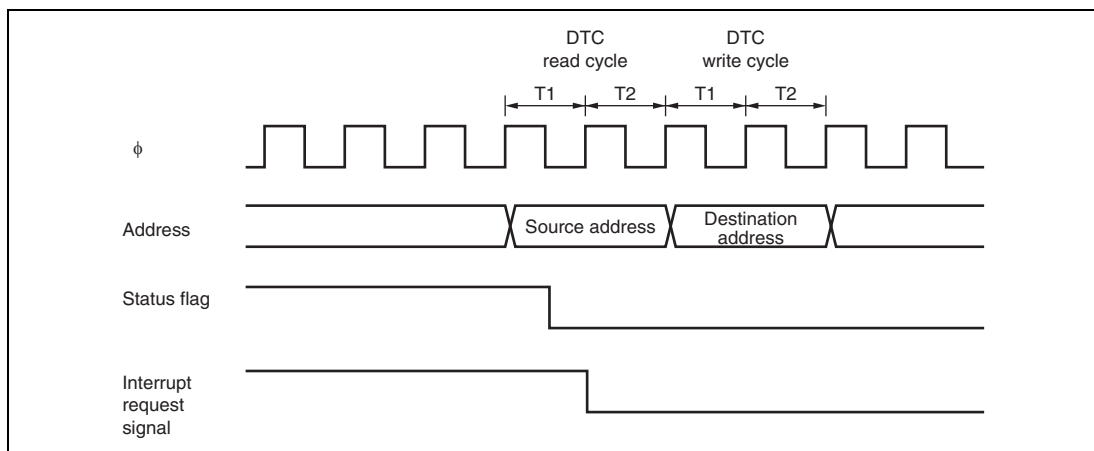 DTC
read cycle
DTC
write cycle
T1
T2
T1
T2
ϕ
Address
Source address
Destination
address
Status flag
Interrupt
request
signal